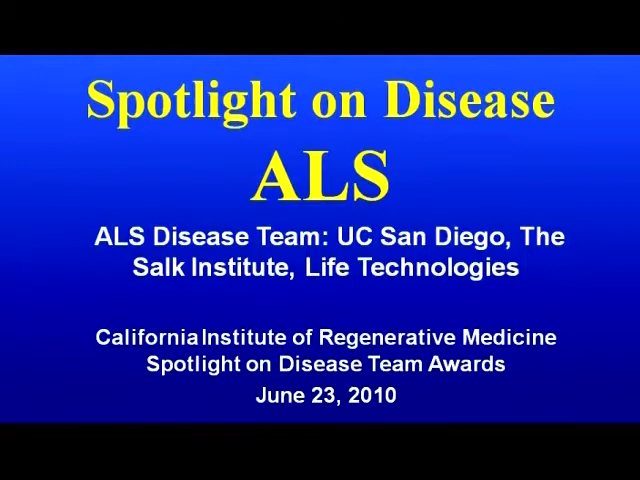 Spotlight on Disease
ALS
ALS Disease Team: UC San Diego, The
Salk Institute, Life Technologies
California Institute of Regenerative Medicine
Spotlight on Disease Team Awards
June 23, 2010